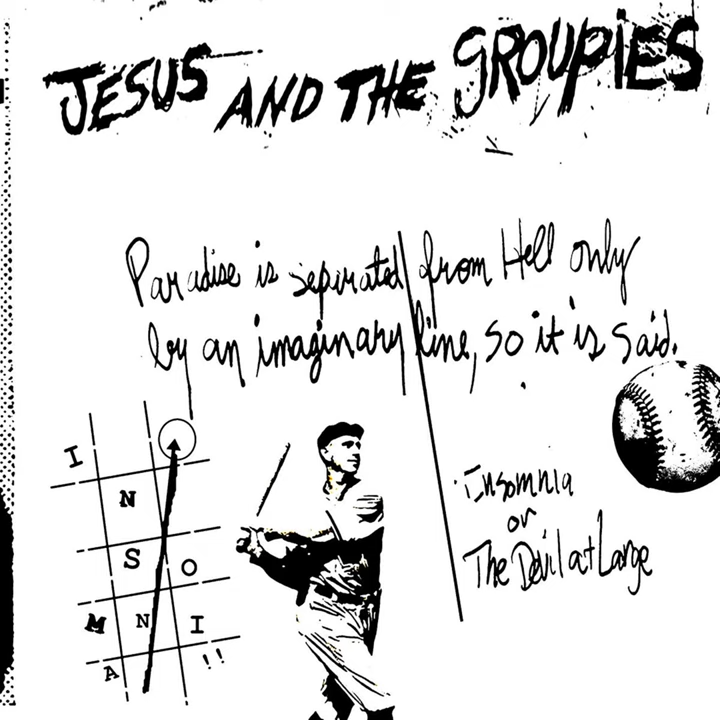 JESUS AND THE GROUPIES
Paradise is seperated from Hell only
by an imaginary line, so it is said.
I
N
S O
M N I
A !!
Insomnia
or
The Devil at Large